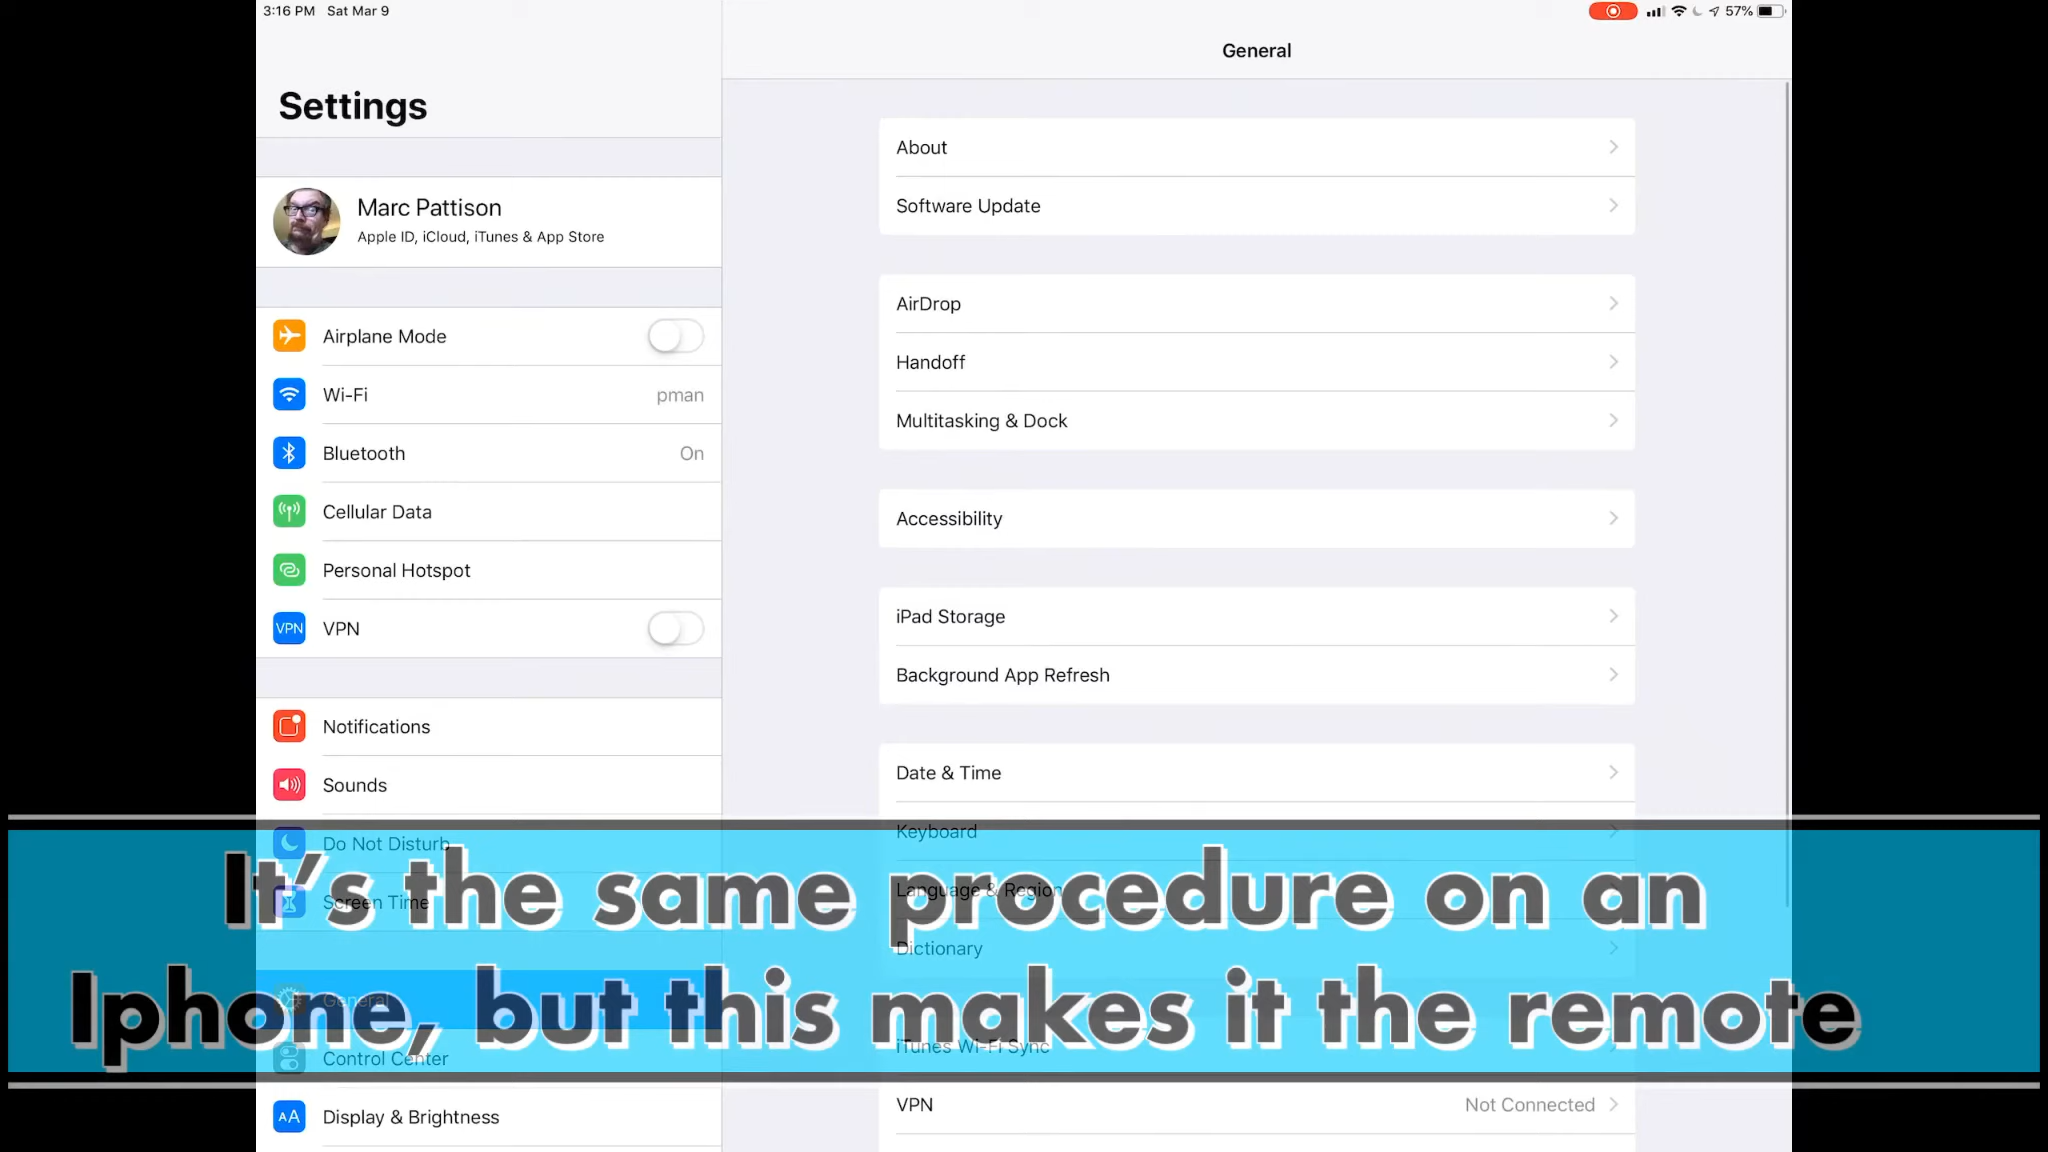 3:16 PM Sat Mar 9
57%
Settings
Marc Pattison
Apple ID, iCloud, iTunes & App Store
Airplane Mode
Wi-Fi pman
Bluetooth On
Cellular Data
Personal Hotspot
VPN VPN
Notifications
Sounds
Do Not Disturb
Screen Time
General
Control Center
AA Display & Brightness
General
About
Software Update
AirDrop
Handoff
Multitasking & Dock
Accessibility
iPad Storage
Background App Refresh
Date & Time
Keyboard
Language & Region
Dictionary
iTunes Wi-Fi Sync
VPN Not Connected
It's the same procedure on an
Iphone, but this makes it the remote